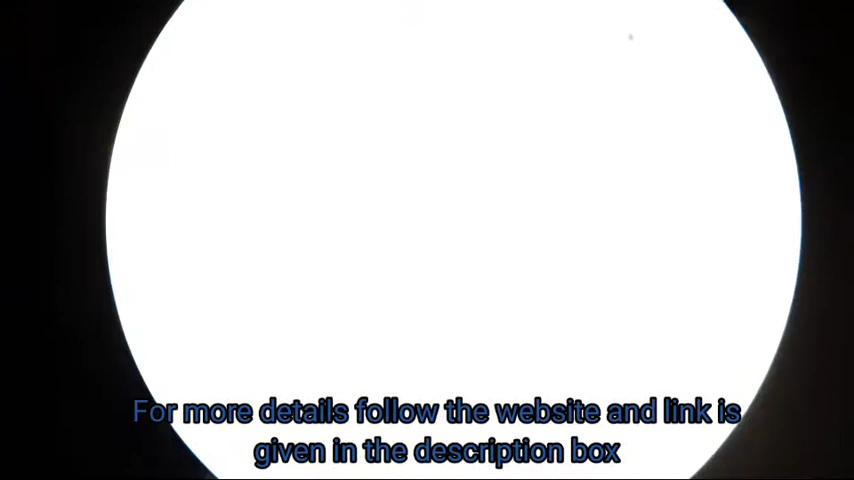 For more details follow the website and link is
given in the description box